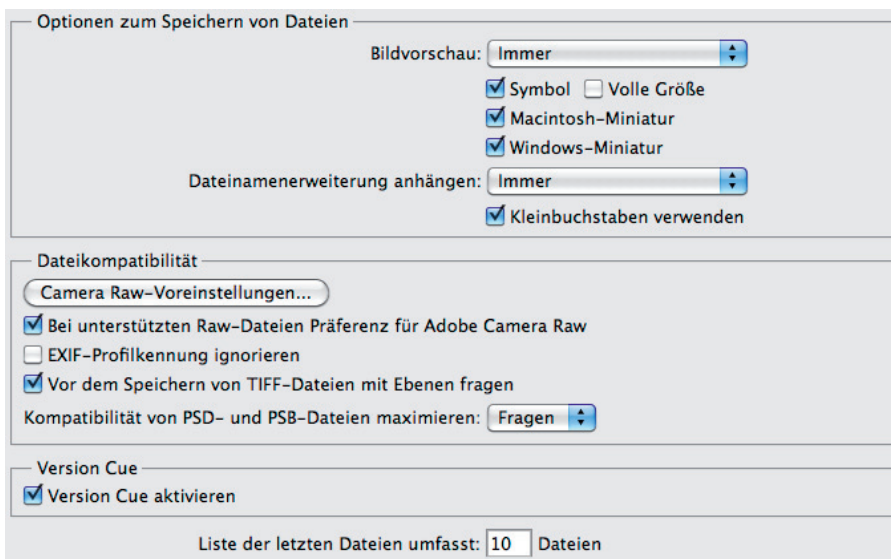 Optionen zum Speichern von Dateien
Bildvorschau: Immer
Symbol Volle Größe
Macintosh-Miniatur
Windows-Miniatur
Dateinamenerweiterung anhängen: Immer
Kleinbuchstaben verwenden
Dateikompatibilität
Camera Raw-Voreinstellungen...
Bei unterstützten Raw-Dateien Präferenz für Adobe Camera Raw
EXIF-Profilkennung ignorieren
Vor dem Speichern von TIFF-Dateien mit Ebenen fragen
Kompatibilität von PSD- und PSB-Dateien maximieren: Fragen
Version Cue
Version Cue aktivieren
Liste der letzten Dateien umfasst: 10 Dateien